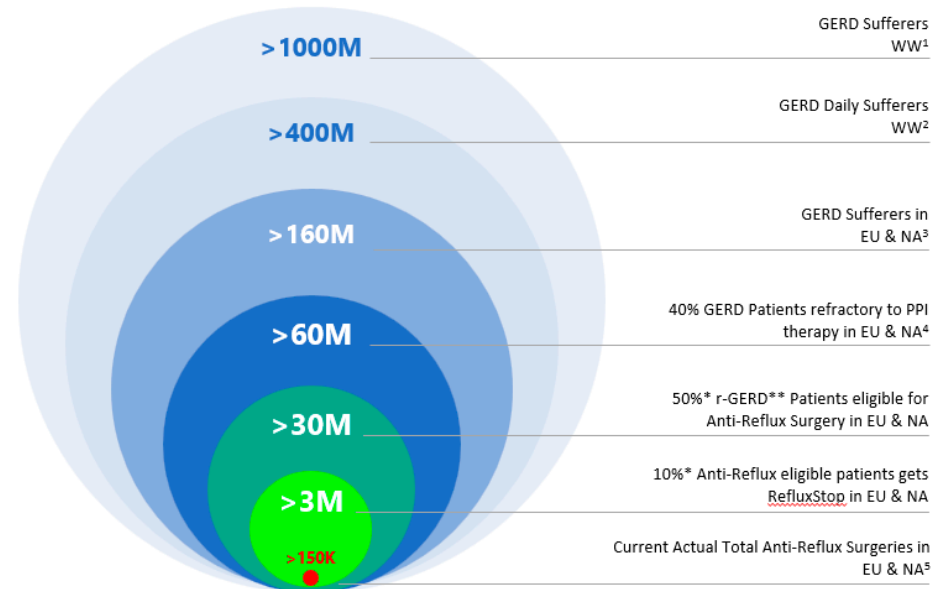 >1000M
GERD Sufferers
WW¹
>400M
GERD Daily Sufferers
WW²
>160M
GERD Sufferers in
EU & NA³
>60M
40% GERD Patients refractory to PPI
therapy in EU & NA⁴
>30M
50%* r-GERD** Patients eligible for
Anti-Reflux Surgery in EU & NA
>3M
10%* Anti-Reflux eligible patients gets
RefluxStop in EU & NA
>150K
Current Actual Total Anti-Reflux Surgeries in
EU & NA⁵